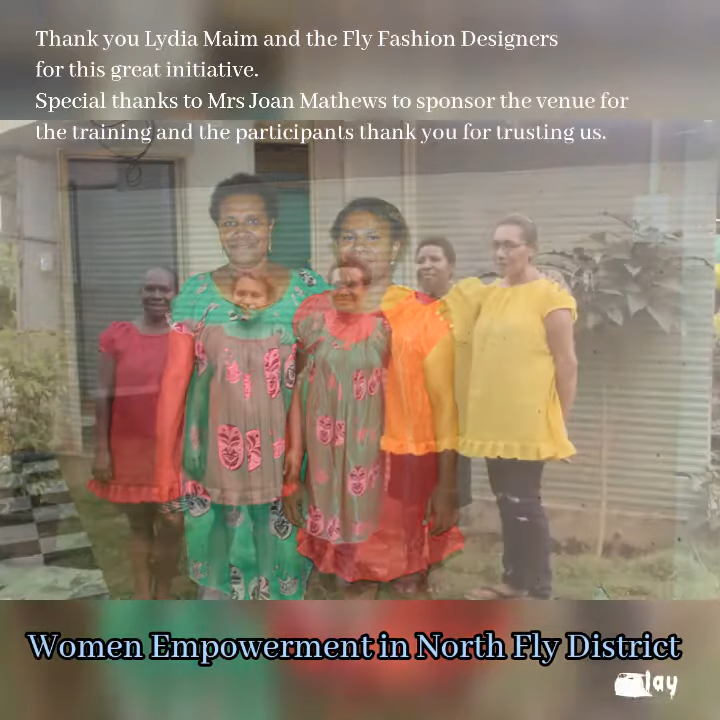 Thank you Lydia Maim and the Fly Fashion Designers
for this great initiative.
Special thanks to Mrs Joan Mathews to sponsor the venue for
the training and the participants thank you for trusting us.
Women Empowerment in North Fly District